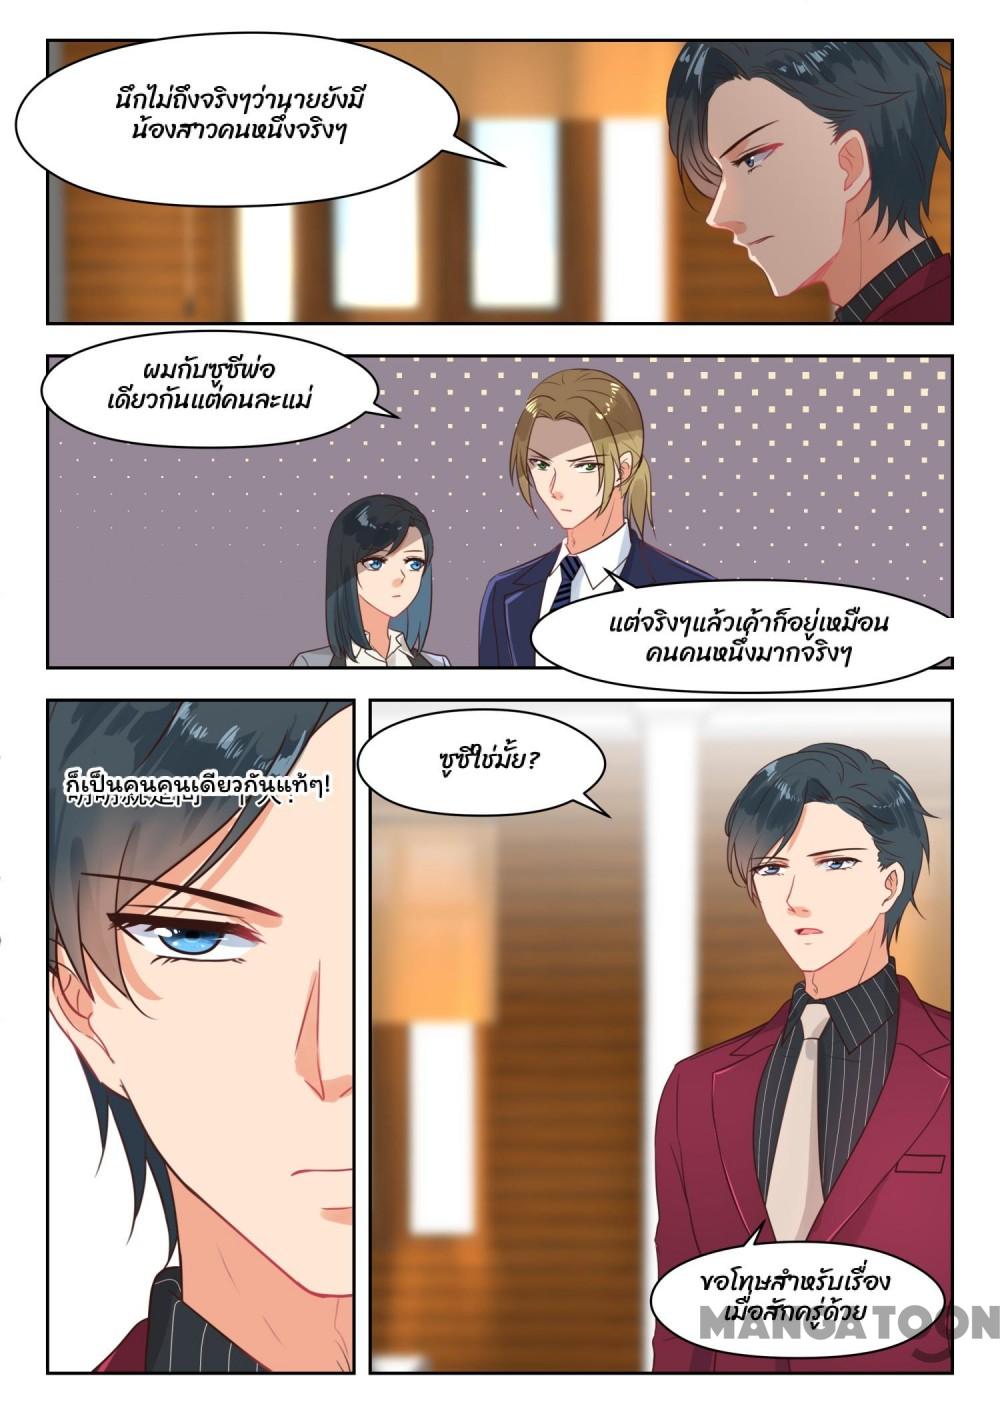 นึกไม่ถึงจริงๆว่านายยังมี
น้องสาวคนหนึ่งจริงๆ
ผมกับซูซีพ่อ
เดียวกันแต่คนละแม่
แต่จริงๆแล้วเค้าก็อยู่เหมือน
คนคนหนึ่งมากจริงๆ
ก็เป็นคนคนเดียวกันแท้ๆ!
ซูซีใช่มั้ย?
ขอโทษสำหรับเรื่อง
เมื่อสักครู่ด้วย
MANGATOON